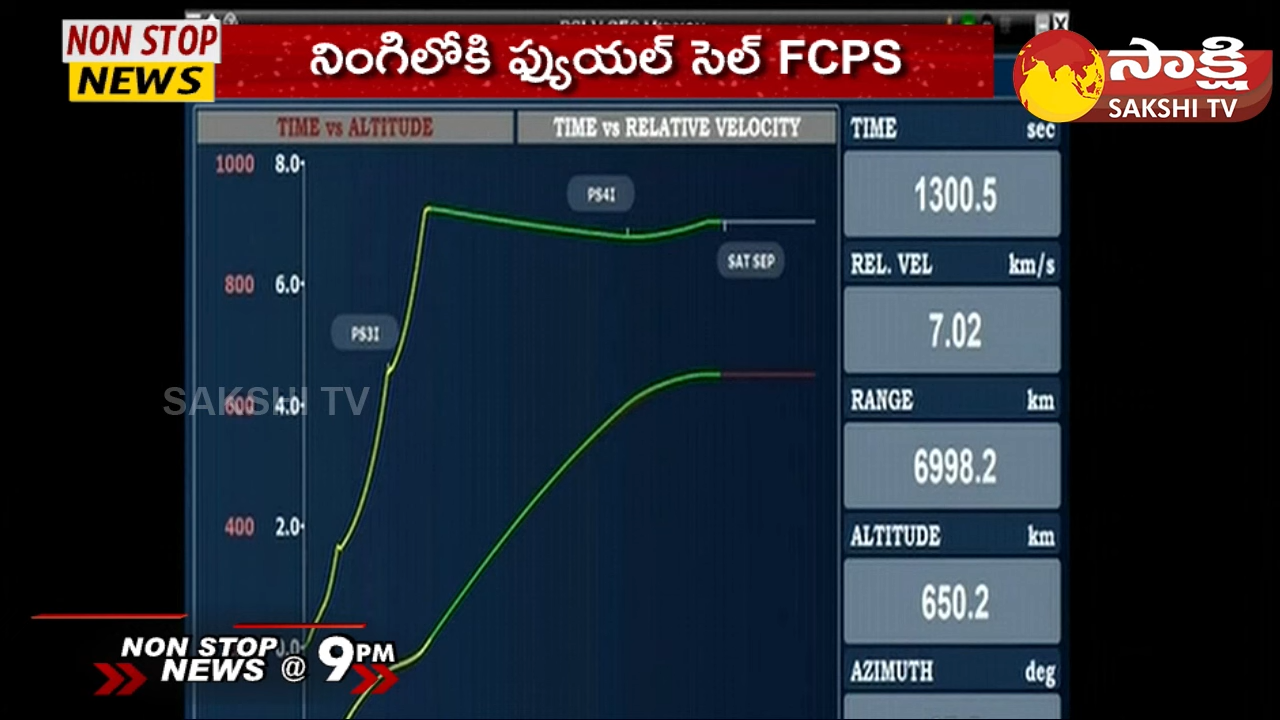 NON STOP
NEWS
నింగిలోకి ఫ్యుయల్ సెల్ FCPS
సాక్షి
SAKSHI TV
TIME vs ALTITUDE
TIME vs RELATIVE VELOCITY
TIME sec
1300.5
REL. VEL km/s
7.02
RANGE km
6998.2
ALTITUDE km
650.2
AZIMUTH deg
1000 8.0
800 6.0
600 4.0
400 2.0
0.0
PS4I
SAT SEP
PS3I
SAKSHI TV
NON STOP
NEWS @ 9PM